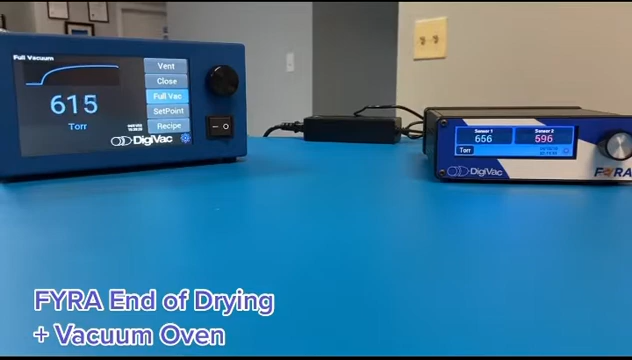 Full Vacuum
615
Torr
Vent
Close
Full Vac
SetPoint
Recipe
DigiVac
Sensor 1
656
Sensor 2
596
Torr
DigiVac
FYRA
FYRA End of Drying
+ Vacuum Oven